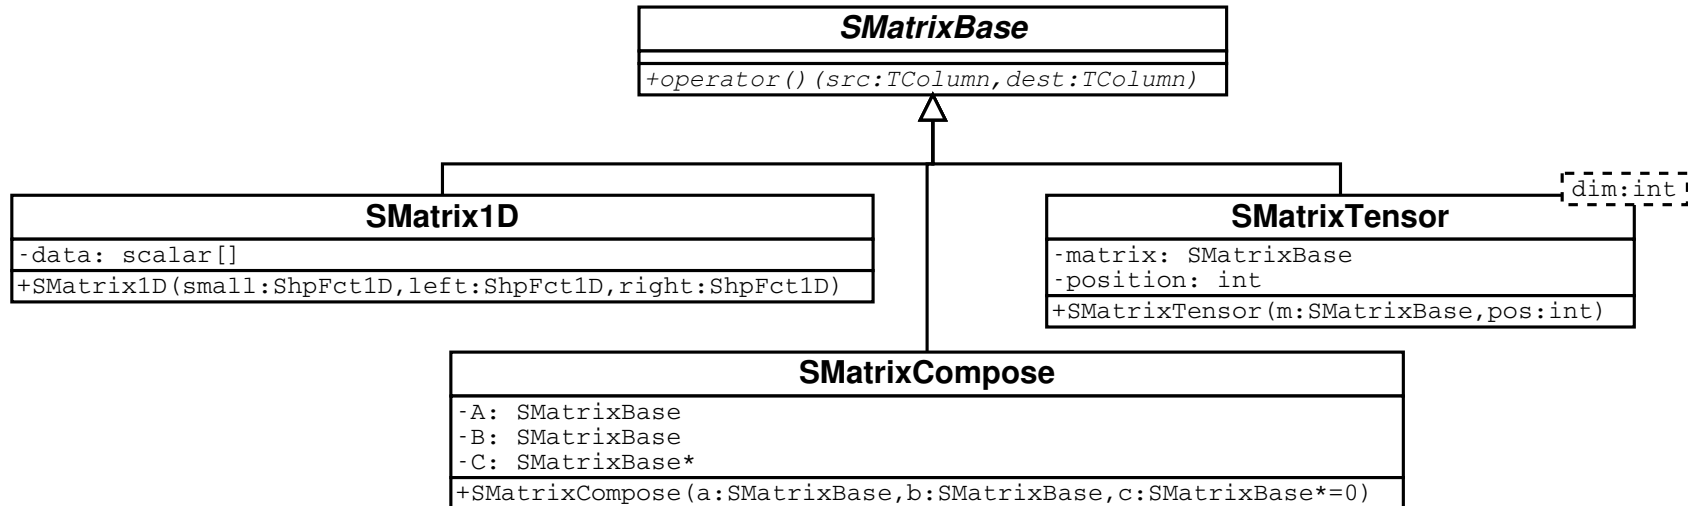 SMatrixBase
+operator()(src:TColumn,dest:TColumn)
dim:int
SMatrix1D
-data: scalar[]
+SMatrix1D(small:ShpFct1D,left:ShpFct1D,right:ShpFct1D)
SMatrixTensor
-matrix: SMatrixBase
-position: int
+SMatrixTensor(m:SMatrixBase,pos:int)
SMatrixCompose
-A: SMatrixBase
-B: SMatrixBase
-C: SMatrixBase*
+SMatrixCompose(a:SMatrixBase,b:SMatrixBase,c:SMatrixBase*=0)